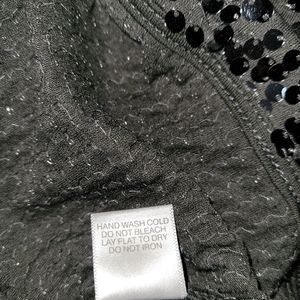 HAND WASH COLD
DO NOT BLEACH
LAY FLAT TO DRY
DO NOT IRON